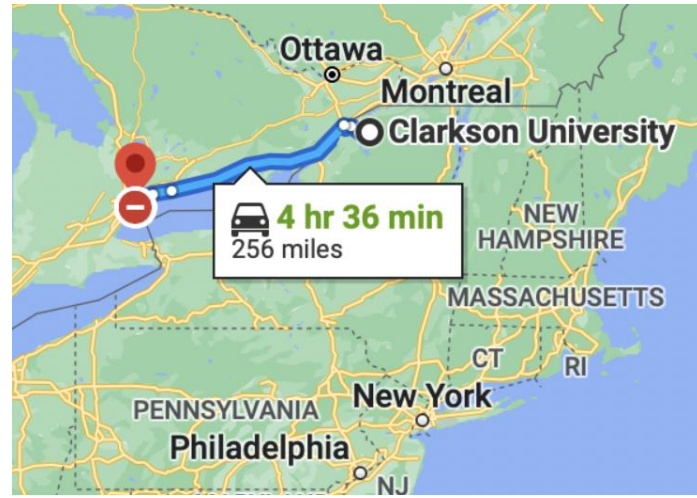 Ottawa
Montreal
Clarkson University
4 hr 36 min
256 miles
NEW
HAMPSHIRE
MASSACHUSETTS
CT
RI
PENNSYLVANIA
New York
Philadelphia
NJ